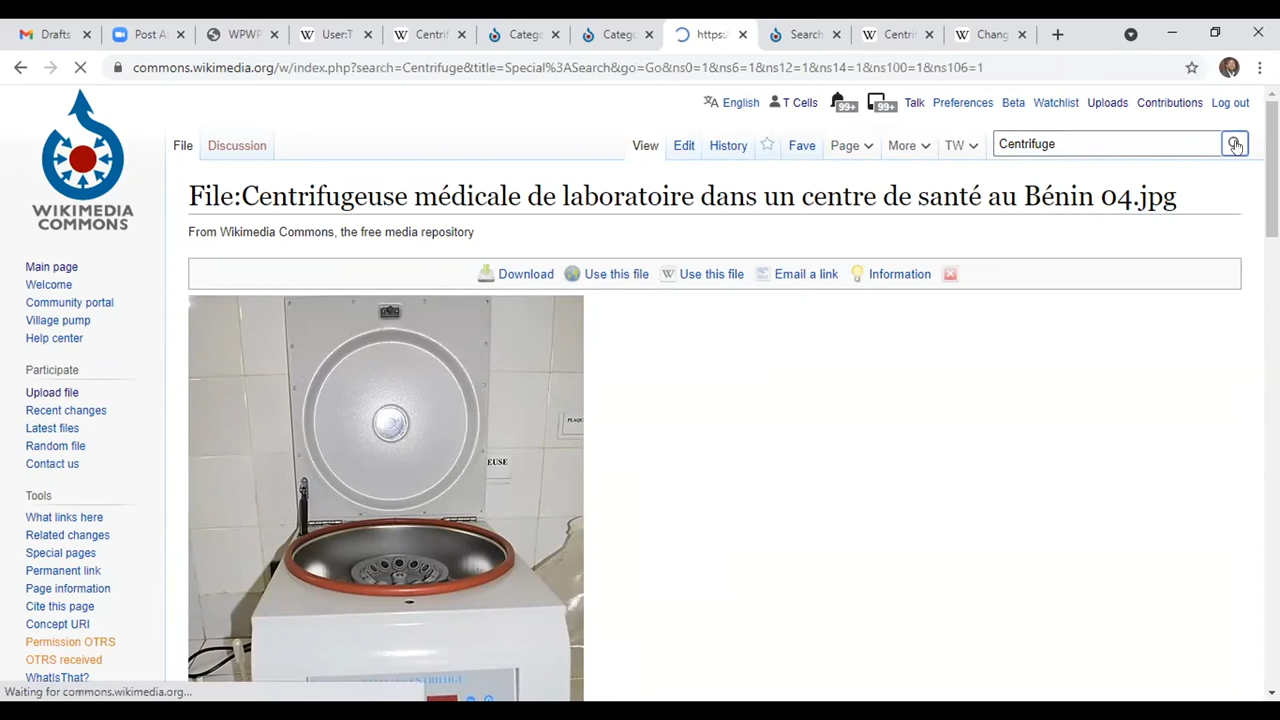 Drafts
Post A
WPWP
User:T
Centrif
Catego
Catego
https:/
Search
Centrif
Chang
commons.wikimedia.org/w/index.php?search=Centrifuge&title=Special%3ASearch&go=Go&ns0=1&ns6=1&ns12=1&ns14=1&ns100=1&ns106=1
English T Cells 99+ 99+ Talk Preferences Beta Watchlist Uploads Contributions Log out
File Discussion View Edit History Fave Page More TW Centrifuge
WIKIMEDIA
COMMONS
File:Centrifugeuse médicale de laboratoire dans un centre de santé au Bénin 04.jpg
From Wikimedia Commons, the free media repository
Download Use this file Use this file Email a link Information
Main page
Welcome
Community portal
Village pump
Help center
Participate
Upload file
Recent changes
Latest files
Random file
Contact us
Tools
What links here
Related changes
Special pages
Permanent link
Page information
Cite this page
Concept URI
Permission OTRS
OTRS received
WhatIsThat?
EUSE
Waiting for commons.wikimedia.org...